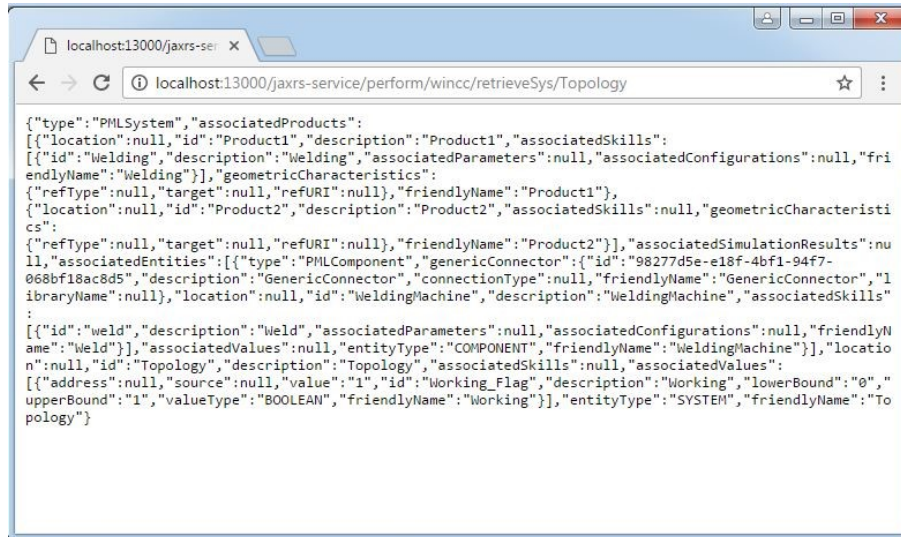 localhost:13000/jaxrs-ser
localhost:13000/jaxrs-service/perform/wincc/retrieveSys/Topology
{"type":"PMLSystem","associatedProducts":
[{"location":null,"id":"Product1","description":"Product1","associatedSkills":
[{"id":"Welding","description":"Welding","associatedParameters":null,"associatedConfigurations":null,"fri
endlyName":"Welding"}],"geometricCharacteristics":
{"refType":null,"target":null,"refURI":null},"friendlyName":"Product1"},
{"location":null,"id":"Product2","description":"Product2","associatedSkills":null,"geometricCharacteristi
cs":
{"refType":null,"target":null,"refURI":null},"friendlyName":"Product2"}],"associatedSimulationResults":nu
ll,"associatedEntities":[{"type":"PMLComponent","genericConnector":{"id":"98277d5e-e18f-4bf1-94f7-
068bf18ac8d5","description":"GenericConnector","connectionType":null,"friendlyName":"GenericConnector","l
ibraryName":null},"location":null,"id":"WeldingMachine","description":"WeldingMachine","associatedSkills"
:
[{"id":"weld","description":"Weld","associatedParameters":null,"associatedConfigurations":null,"friendlyN
ame":"Weld"}],"associatedValues":null,"entityType":"COMPONENT","friendlyName":"WeldingMachine"}],"locatio
n":null,"id":"Topology","description":"Topology","associatedSkills":null,"associatedValues":
[{"address":null,"source":null,"value":"1","id":"Working_Flag","description":"Working","lowerBound":"0","
upperBound":"1","valueType":"BOOLEAN","friendlyName":"Working"}],"entityType":"SYSTEM","friendlyName":"To
pology"}